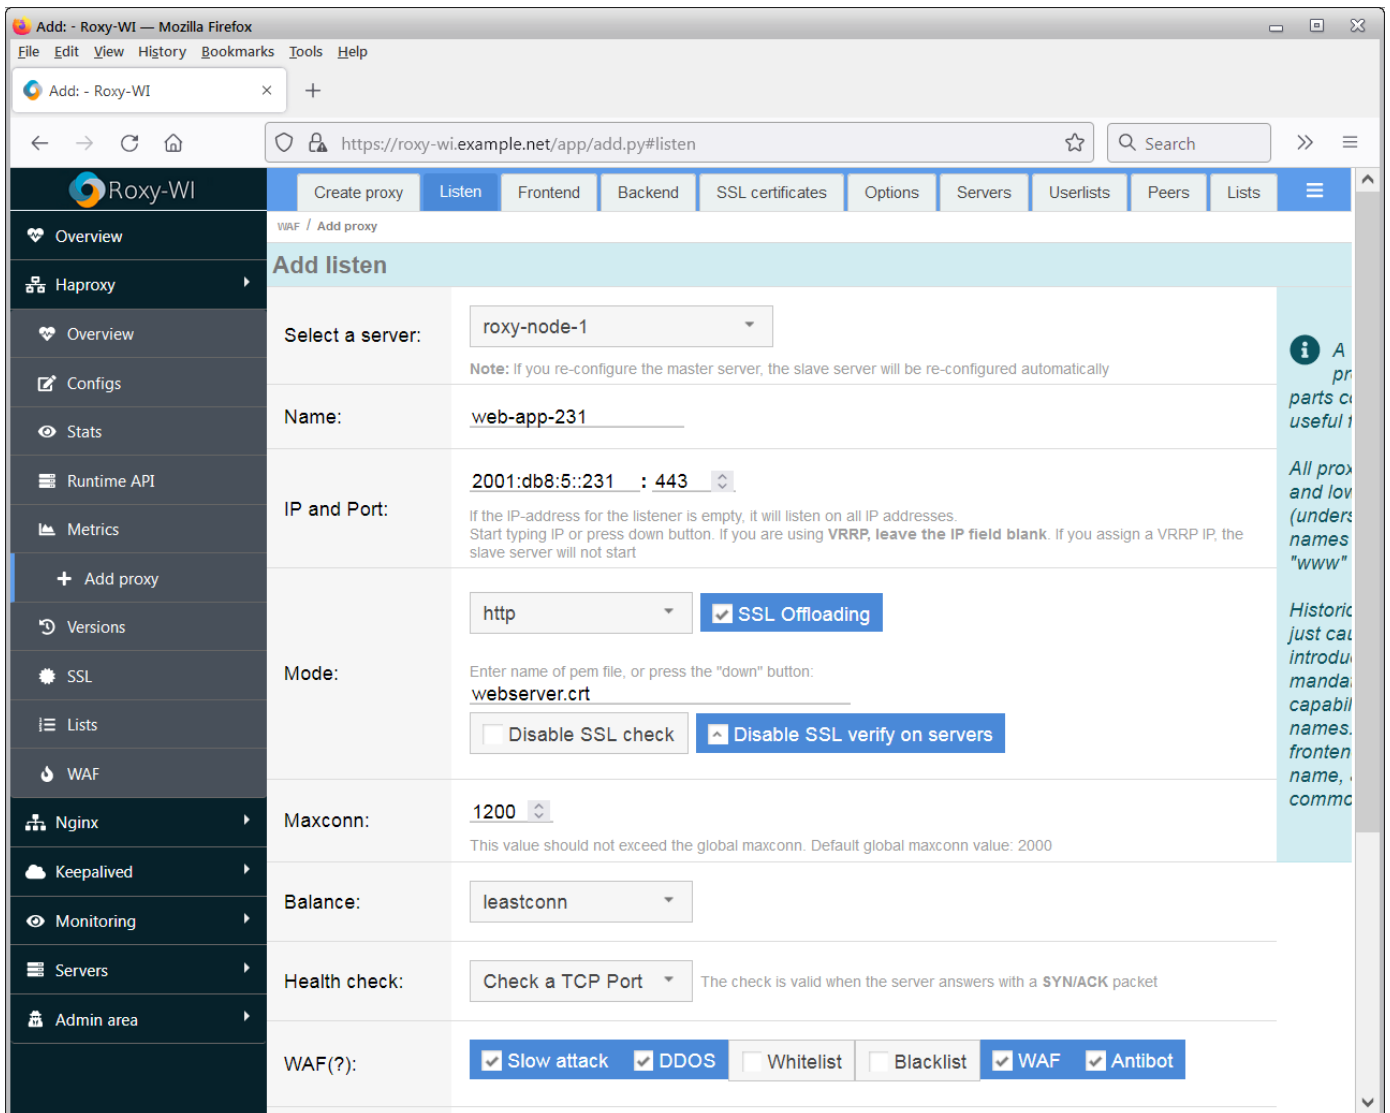 Add: - Roxy-WI — Mozilla Firefox
File Edit View History Bookmarks Tools Help
Add: - Roxy-WI
https://roxy-wi.example.net/app/add.py#listen
Search
Roxy-WI
Create proxy Listen Frontend Backend SSL certificates Options Servers Userlists Peers Lists
WAF / Add proxy
Overview
Haproxy
Overview
Configs
Stats
Runtime API
Metrics
Add proxy
Versions
SSL
Lists
WAF
Nginx
Keepalived
Monitoring
Servers
Admin area
Add listen
Select a server:
roxy-node-1
Note: If you re-configure the master server, the slave server will be re-configured automatically
Name:
web-app-231
IP and Port:
2001:db8:5::231 : 443
If the IP-address for the listener is empty, it will listen on all IP addresses.
Start typing IP or press down button. If you are using VRRP, leave the IP field blank. If you assign a VRRP IP, the
slave server will not start
Mode:
http
SSL Offloading
Enter name of pem file, or press the "down" button:
webserver.crt
Disable SSL check
Disable SSL verify on servers
Maxconn:
1200
This value should not exceed the global maxconn. Default global maxconn value: 2000
Balance:
leastconn
Health check:
Check a TCP Port
The check is valid when the server answers with a SYN/ACK packet
WAF(?):
Slow attack DDOS Whitelist Blacklist WAF Antibot
A
parts
useful
All
and
names
"www"
just
names.
name,